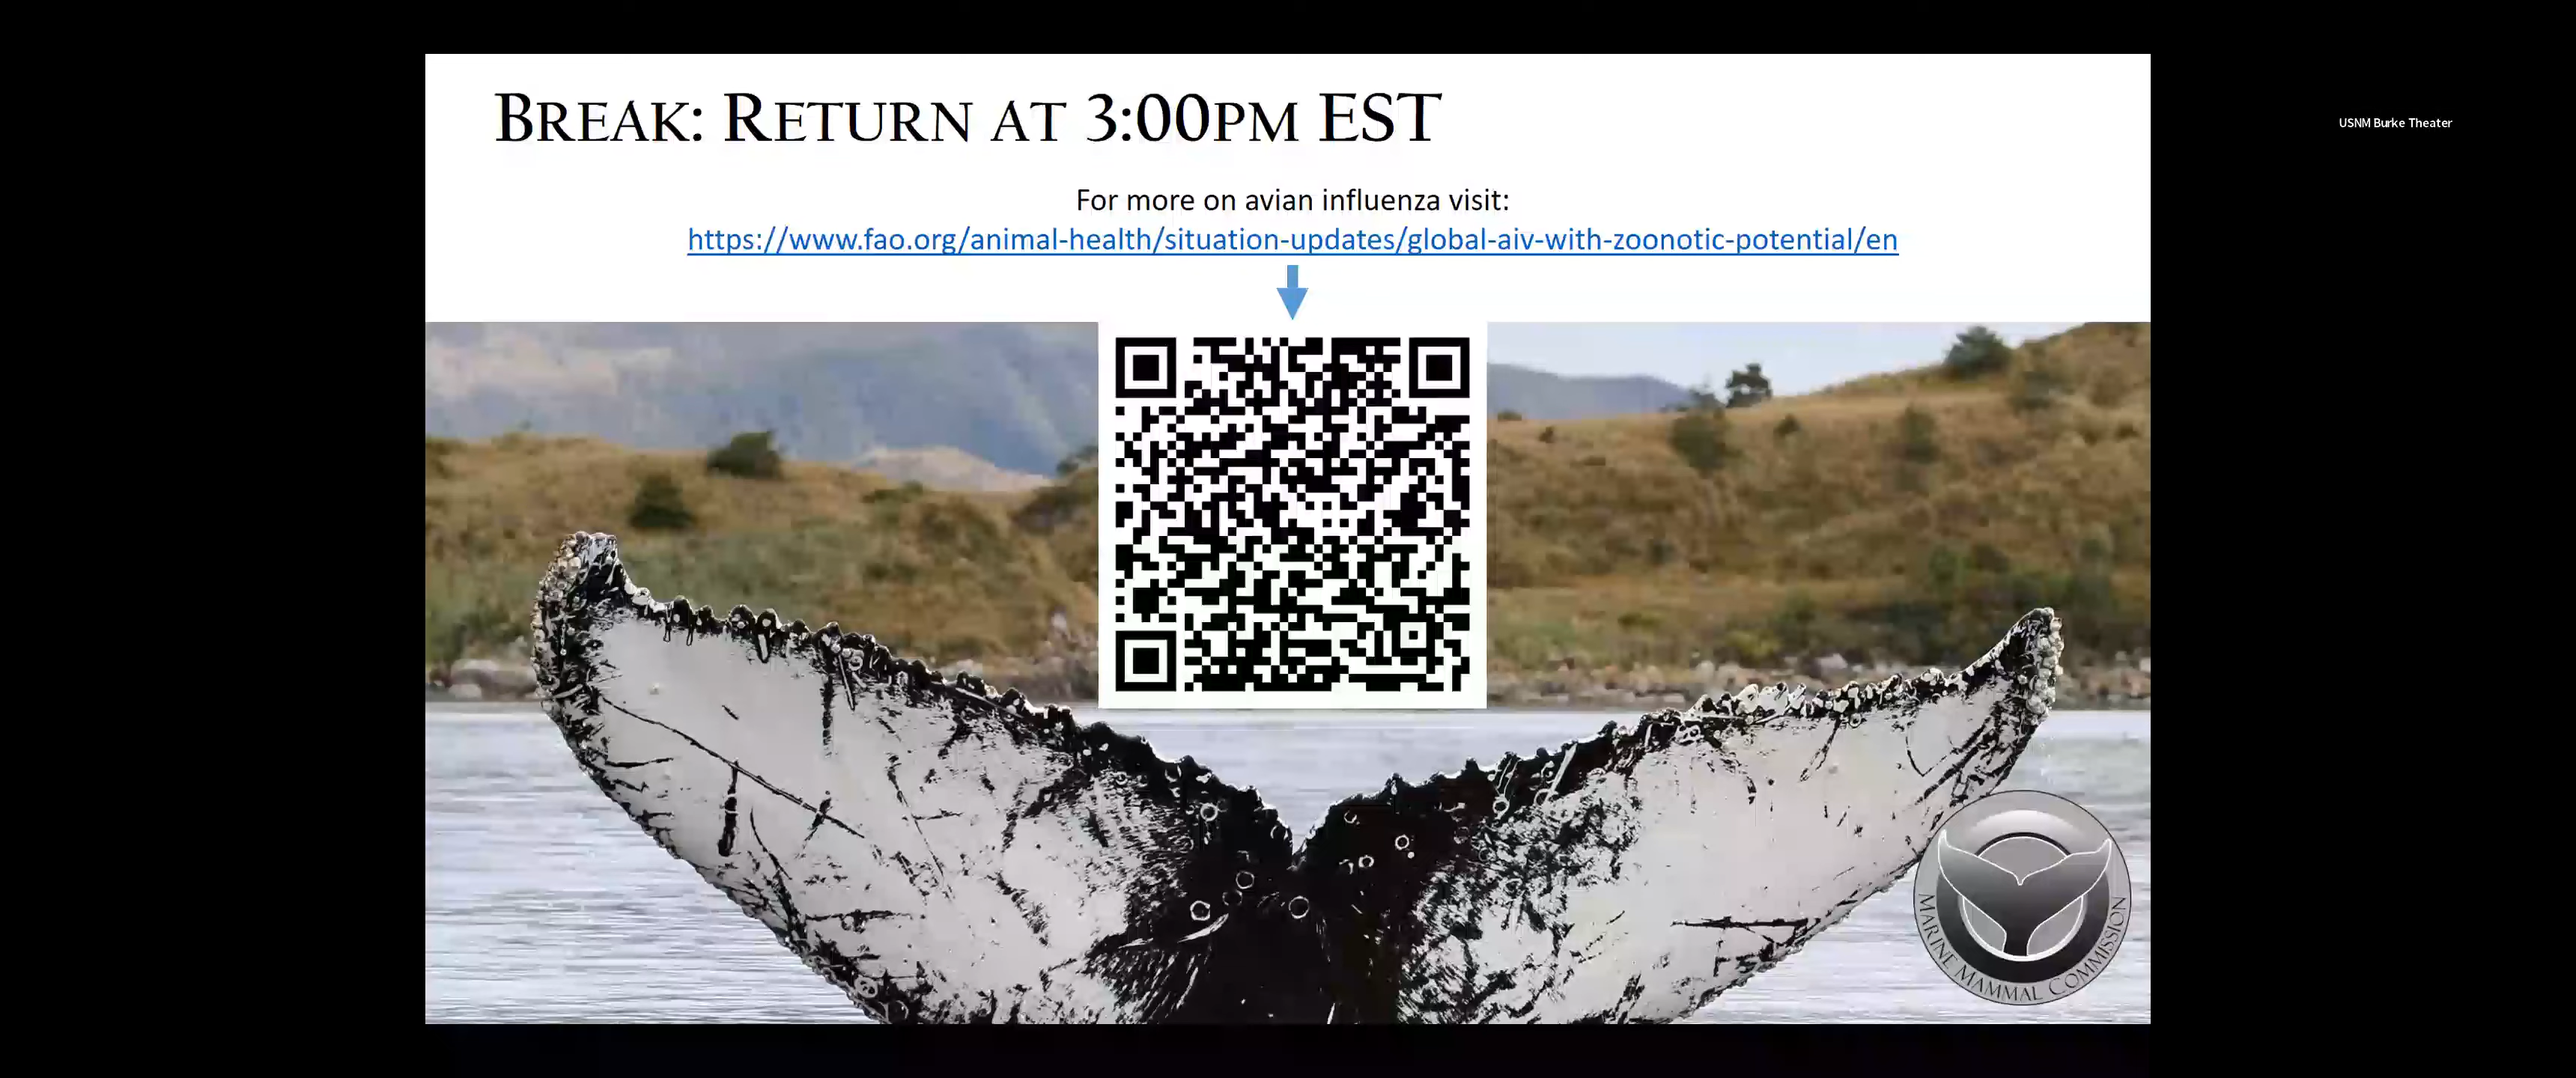 BREAK: RETURN AT 3:00PM EST
USNM Burke Theater
For more on avian influenza visit:
https://www.fao.org/animal-health/situation-updates/global-aiv-with-zoonotic-potential/en
MARINE MAMMAL COMMISSION